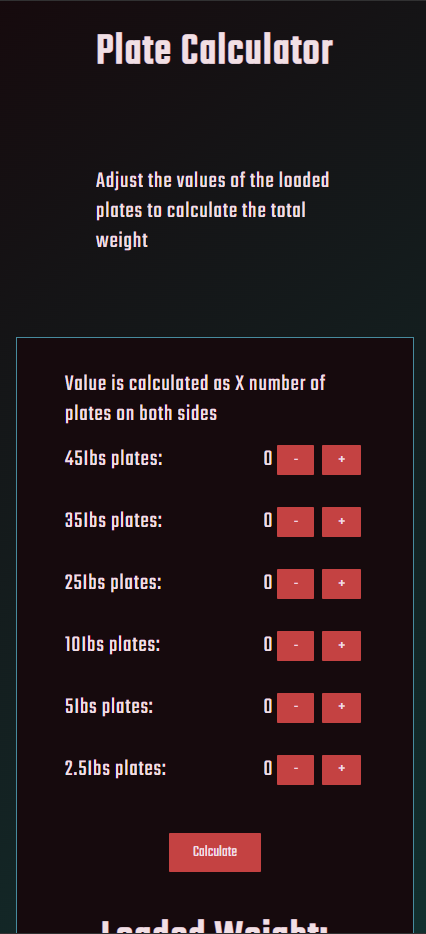 Plate Calculator
Adjust the values of the loaded
plates to calculate the total
weight
Value is calculated as X number of
plates on both sides
45lbs plates: 0 - +
35lbs plates: 0 - +
25lbs plates: 0 - +
10lbs plates: 0 - +
5lbs plates: 0 - +
2.5lbs plates: 0 - +
Calculate
Loaded Weight: